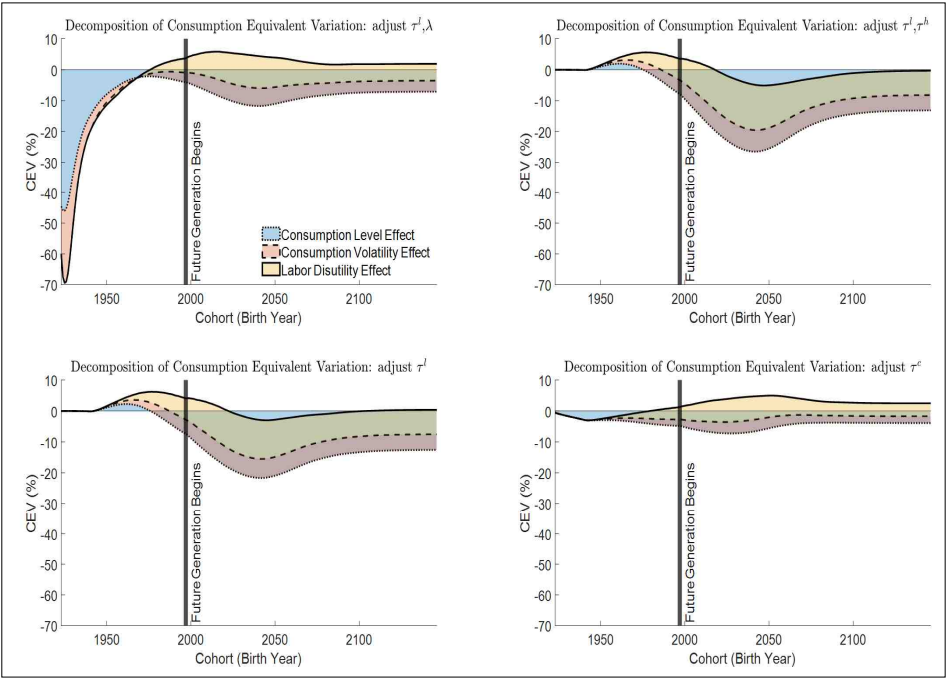 Decomposition of Consumption Equivalent Variation: adjust τˡ,λ
10
0
-10
-20
-30
-40
-50
-60
-70
CEV (%)
Future Generation Begins
Consumption Level Effect
Consumption Volatility Effect
Labor Disutility Effect
1950
2000
2050
2100
Cohort (Birth Year)
Decomposition of Consumption Equivalent Variation: adjust τˡ,τʰ
10
0
-10
-20
-30
-40
-50
-60
-70
CEV (%)
Future Generation Begins
1950
2000
2050
2100
Cohort (Birth Year)
Decomposition of Consumption Equivalent Variation: adjust τˡ
10
0
-10
-20
-30
-40
-50
-60
-70
CEV (%)
Future Generation Begins
1950
2000
2050
2100
Cohort (Birth Year)
Decomposition of Consumption Equivalent Variation: adjust τᶜ
10
0
-10
-20
-30
-40
-50
-60
-70
CEV (%)
Future Generation Begins
1950
2000
2050
2100
Cohort (Birth Year)